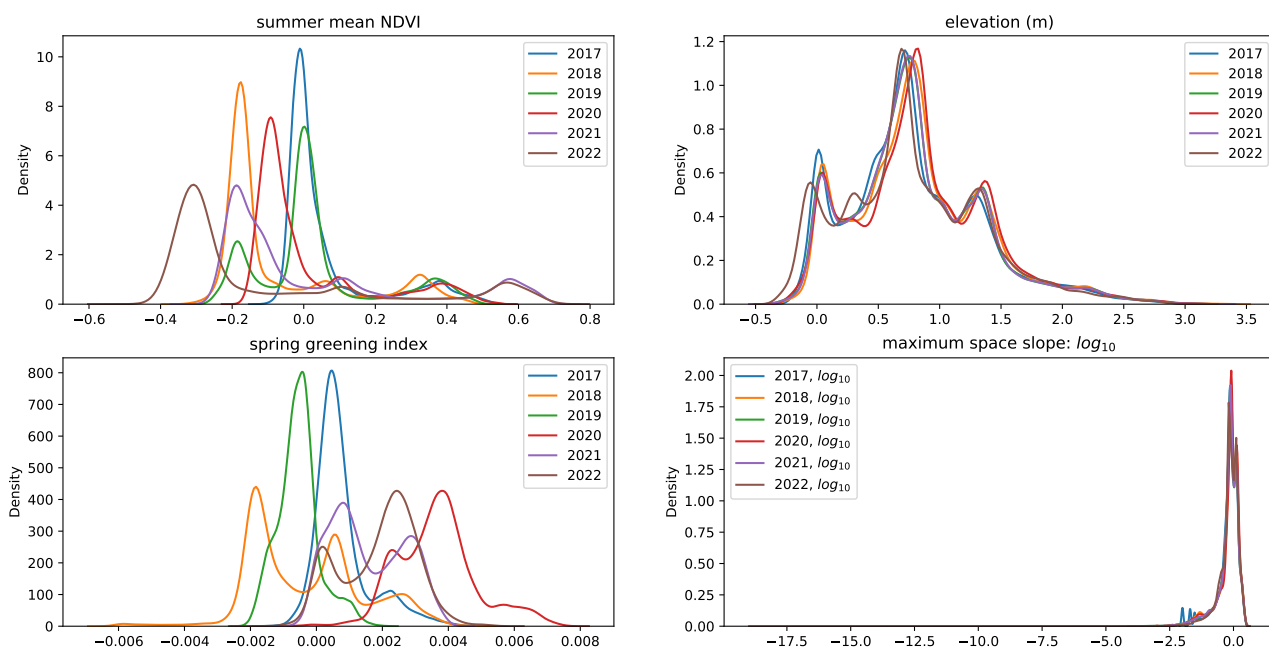 summer mean NDVI
Density
10
8
6
4
2
0
−0.6 −0.4 −0.2 0.0 0.2 0.4 0.6 0.8
2017
2018
2019
2020
2021
2022
elevation (m)
Density
1.2
1.0
0.8
0.6
0.4
0.2
0.0
−0.5 0.0 0.5 1.0 1.5 2.0 2.5 3.0 3.5
2017
2018
2019
2020
2021
2022
spring greening index
Density
800
700
600
500
400
300
200
100
0
−0.006 −0.004 −0.002 0.000 0.002 0.004 0.006 0.008
2017
2018
2019
2020
2021
2022
maximum space slope: log₁₀
Density
2.00
1.75
1.50
1.25
1.00
0.75
0.50
0.25
0.00
−17.5 −15.0 −12.5 −10.0 −7.5 −5.0 −2.5 0.0
2017, log₁₀
2018, log₁₀
2019, log₁₀
2020, log₁₀
2021, log₁₀
2022, log₁₀